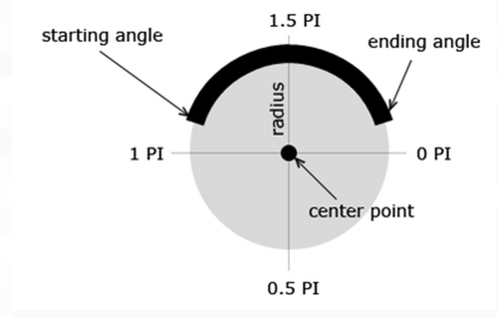 1.5 PI
starting angle
ending angle
radius
1 PI
0 PI
center point
0.5 PI